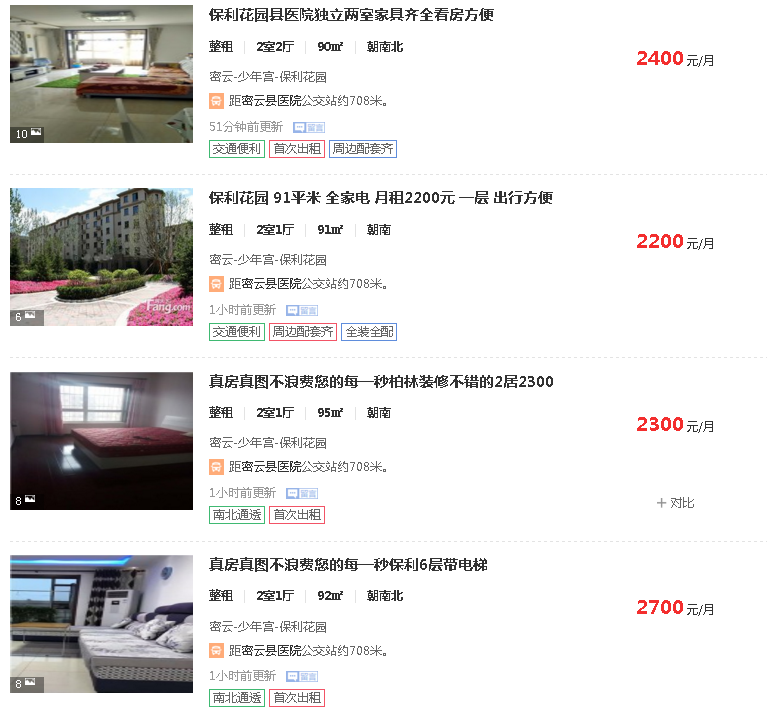 保利花园县医院独立两室家具齐全看房方便
整租 2室2厅 90㎡ 朝南北
2400元/月
密云-少年宫-保利花园
距密云县医院公交站约708米。
51分钟前更新 留言
10
交通便利 首次出租 周边配套齐
保利花园 91平米 全家电 月租2200元 一层 出行方便
整租 2室1厅 91㎡ 朝南
2200元/月
密云-少年宫-保利花园
距密云县医院公交站约708米。
Fang.com
1小时前更新 留言
6
交通便利 周边配套齐 全装全配
真房真图不浪费您的每一秒柏林装修不错的2居2300
整租 2室1厅 95㎡ 朝南
2300元/月
密云-少年宫-保利花园
距密云县医院公交站约708米。
1小时前更新 留言
8
+ 对比
南北通透 首次出租
真房真图不浪费您的每一秒保利6层带电梯
整租 2室1厅 92㎡ 朝南北
2700元/月
密云-少年宫-保利花园
距密云县医院公交站约708米。
1小时前更新 留言
8
南北通透 首次出租